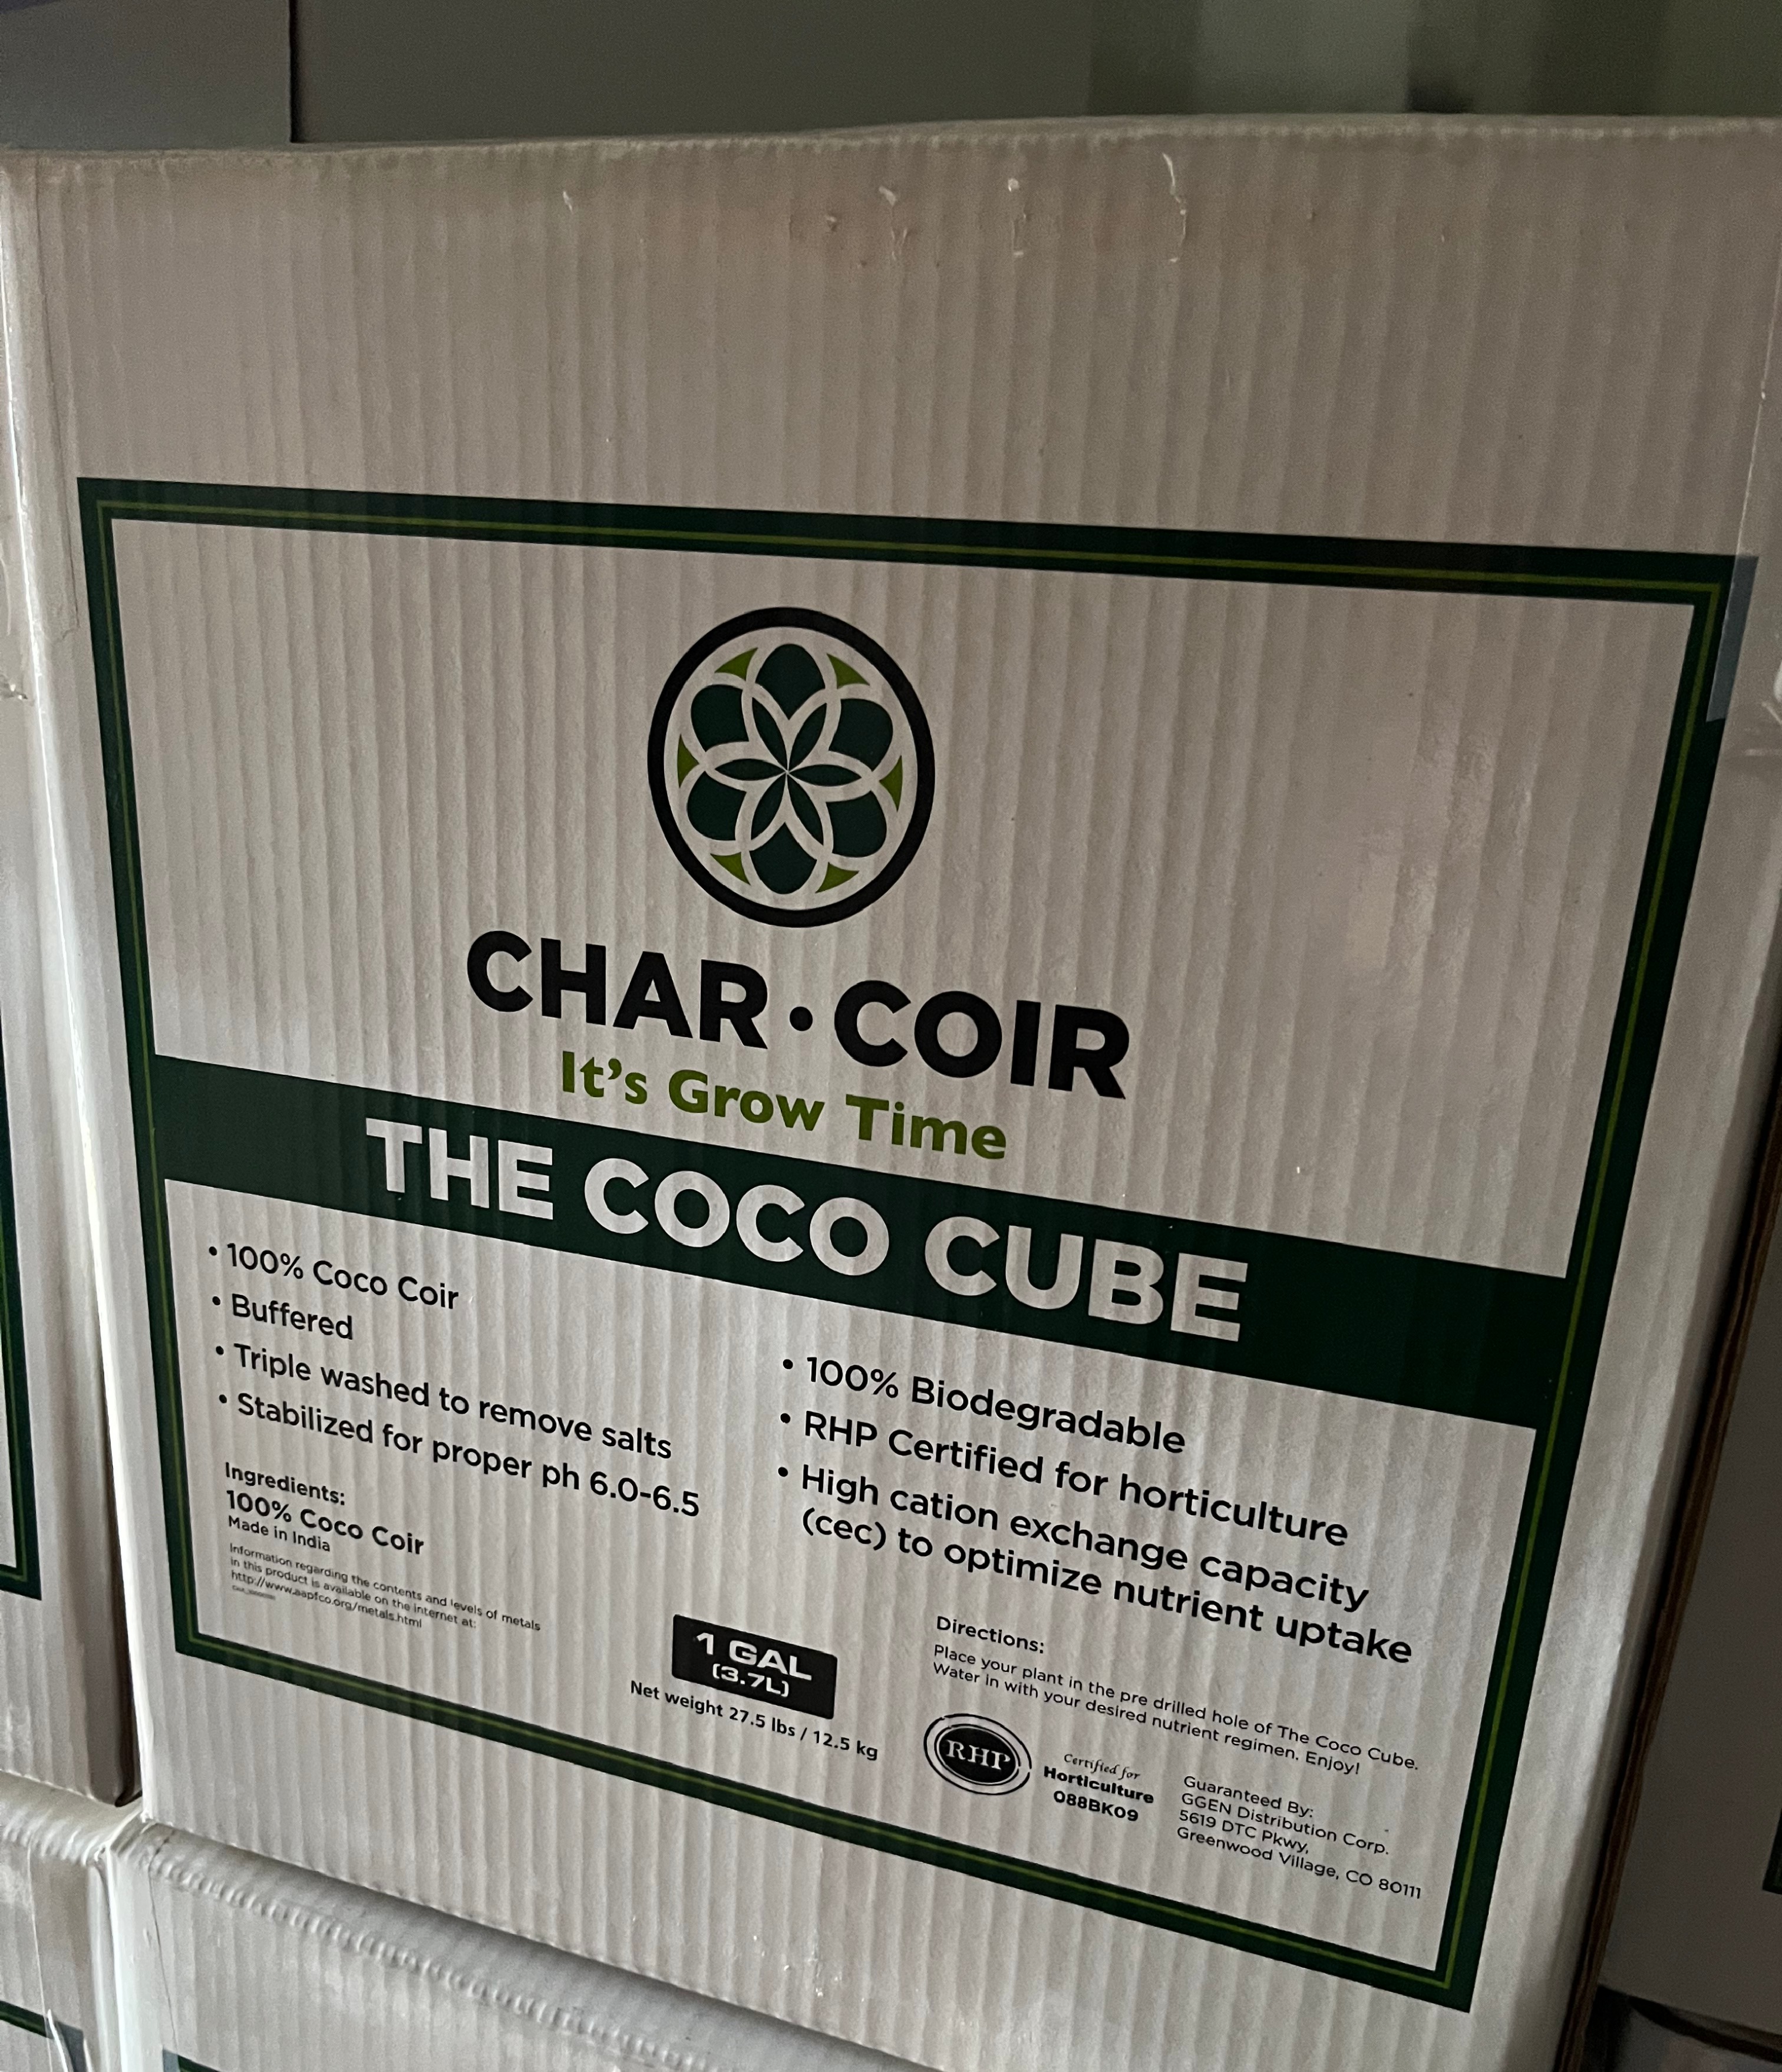 CHAR • COIR
It's Grow Time
THE COCO CUBE
• 100% Coco Coir
• Buffered
• Triple washed to remove salts
• Stabilized for proper ph 6.0-6.5
• 100% Biodegradable
• RHP Certified for horticulture
• High cation exchange capacity
(cec) to optimize nutrient uptake
Ingredients:
100% Coco Coir
Made in India
Information regarding the contents and levels of metals
in this product is available on the internet at:
http://www.aapfco.org/metals.html
1 GAL
(3.7L)
Net weight 27.5 lbs / 12.5 kg
Directions:
Place your plant in the pre drilled hole of The Coco Cube.
Water in with your desired nutrient regimen. Enjoy!
RHP
Certified for
Horticulture
088BK09
Guaranteed By:
GGEN Distribution Corp.
5619 DTC Pkwy,
Greenwood Village, CO 80111